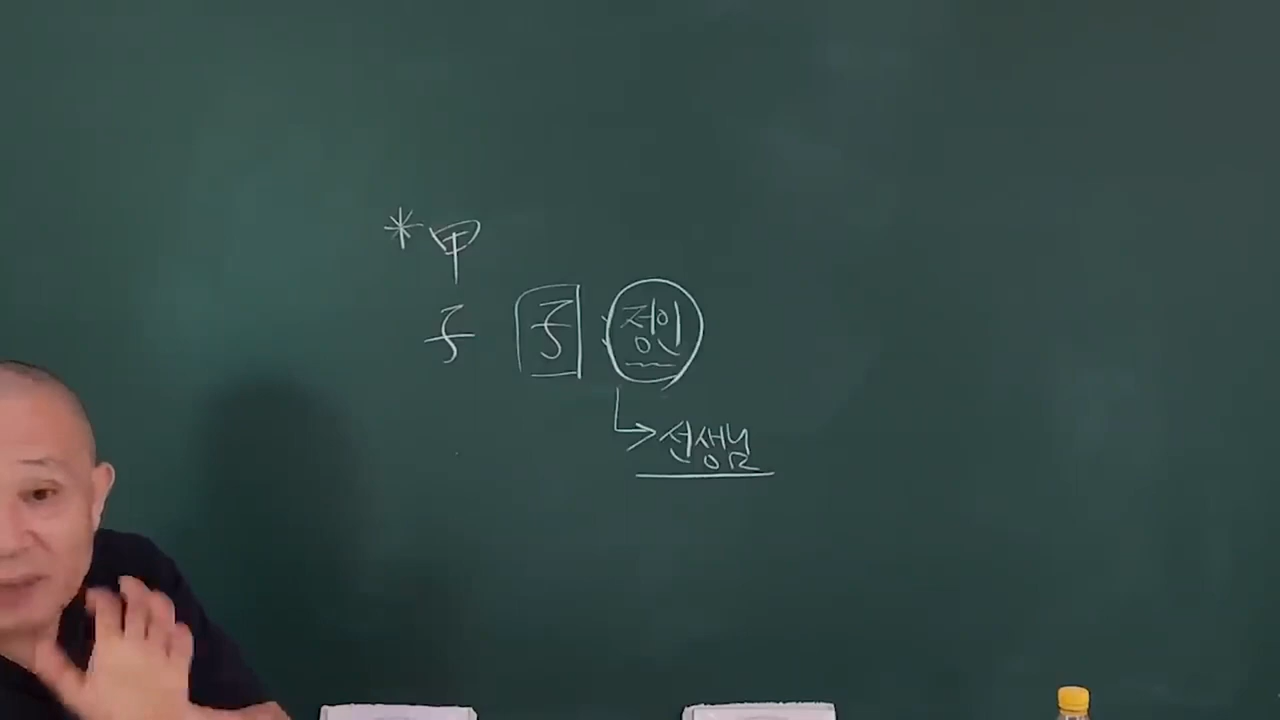 *甲
子 子 정인
선생님